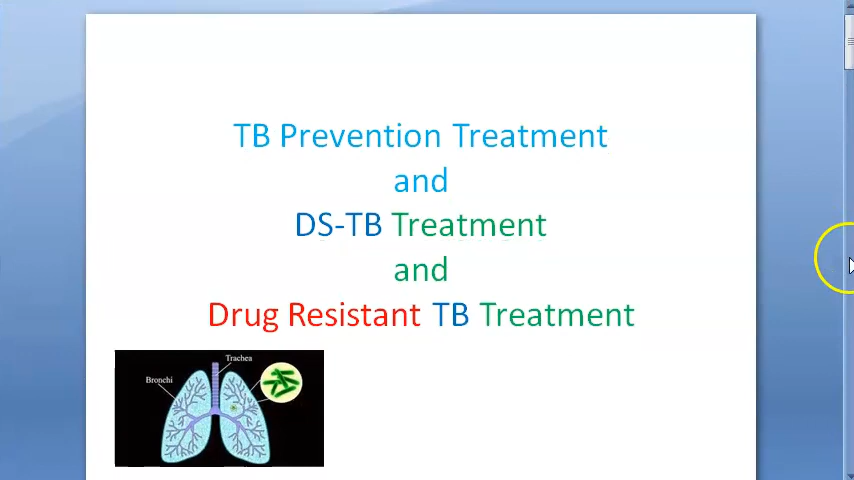 TB Prevention Treatment
and
DS-TB Treatment
and
Drug Resistant TB Treatment
Trachea
Bronchi